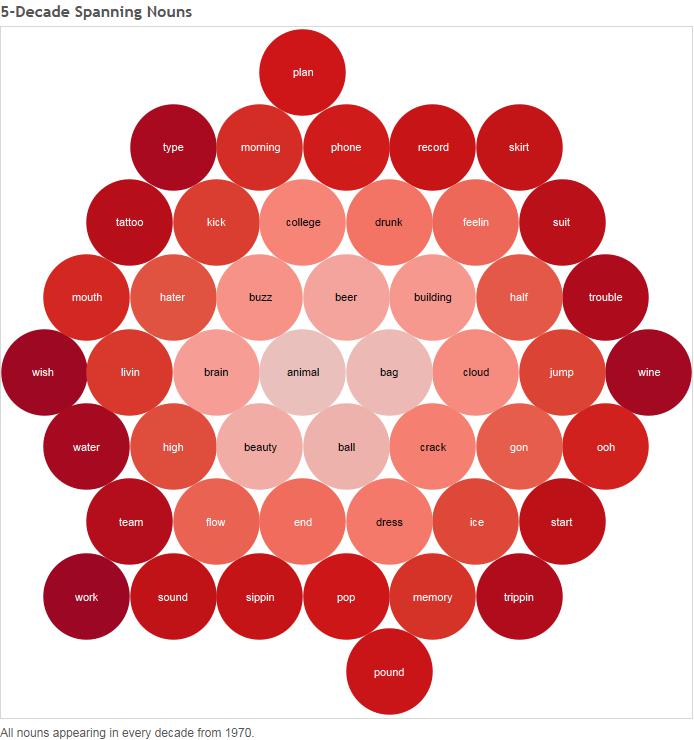 5-Decade Spanning Nouns
plan
type morning phone record skirt
tattoo kick college drunk feelin suit
mouth hater buzz beer building half trouble
wish livin brain animal bag cloud jump wine
water high beauty ball crack gon ooh
team flow end dress ice start
work sound sippin pop memory trippin
pound
All nouns appearing in every decade from 1970.